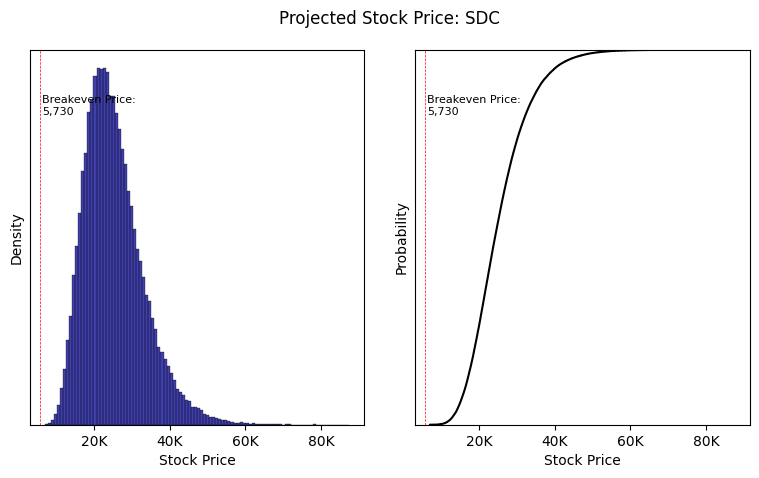 Projected Stock Price: SDC
Density
Breakeven Price:
5,730
20K 40K 60K 80K
Stock Price
Probability
Breakeven Price:
5,730
20K 40K 60K 80K
Stock Price